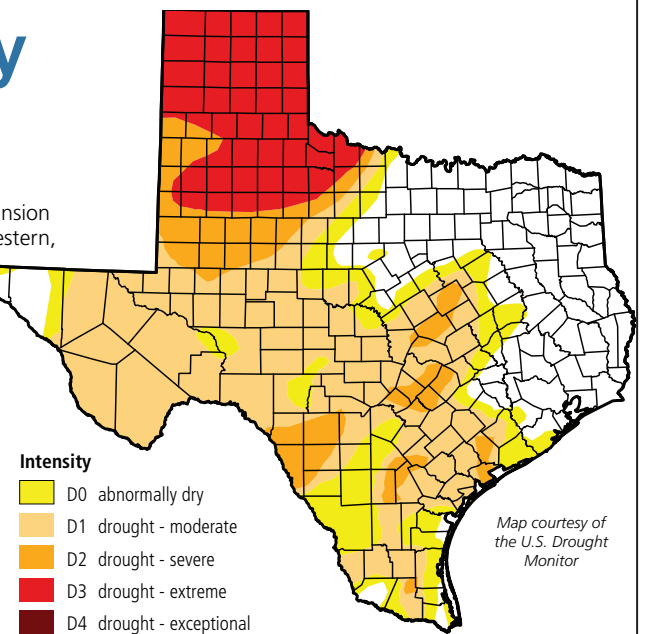 y
nsion
estern,
Intensity
D0 abnormally dry
D1 drought - moderate
D2 drought - severe
D3 drought - extreme
D4 drought - exceptional
Map courtesy of
the U.S. Drought
Monitor